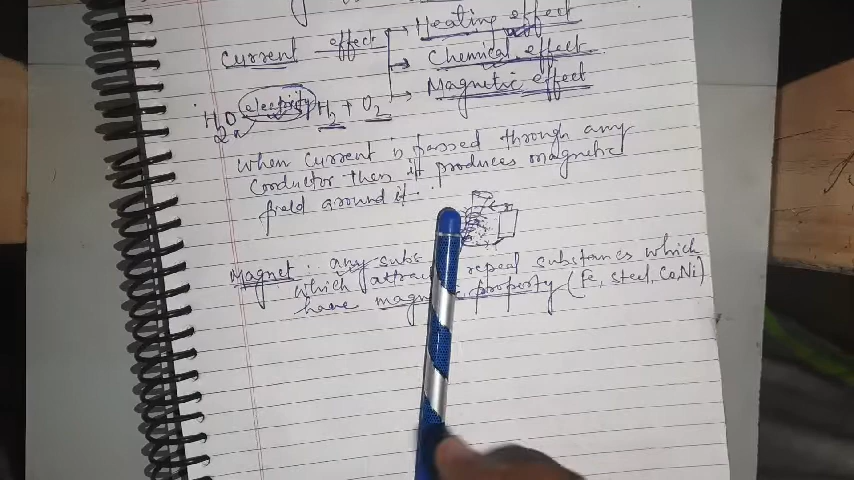 Heating effect
Current effect
Chemical effect
Magnetic effect
H2O electricity H2 + O2
When current is passed through any
Conductor then it produces magnetic
field around it.
Magnet: any subs
which attract repel substances which
have magne property (Fe, steel, Co, Ni)